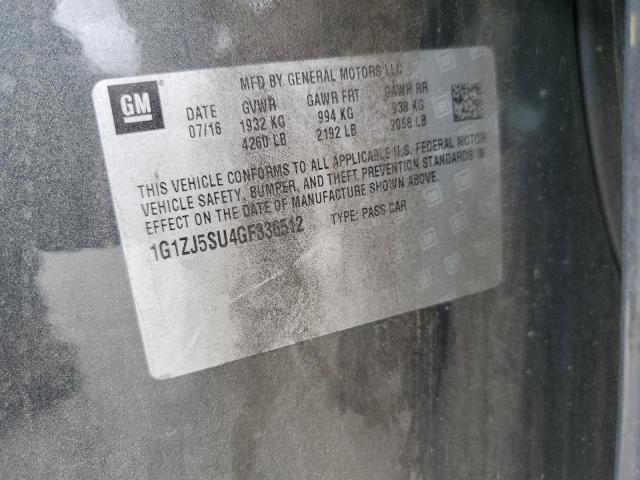 GM
MFD BY GENERAL MOTORS LLC
DATE GVWR GAWR FRT GAWR RR
07/16 1932 KG 994 KG 938 KG
4260 LB 2192 LB 2068 LB
THIS VEHICLE CONFORMS TO ALL APPLICABLE U.S. FEDERAL MOTOR
VEHICLE SAFETY, BUMPER, AND THEFT PREVENTION STANDARDS IN
EFFECT ON THE DATE OF MANUFACTURE SHOWN ABOVE.
1G1ZJ5SU4GF336512 TYPE: PASS CAR